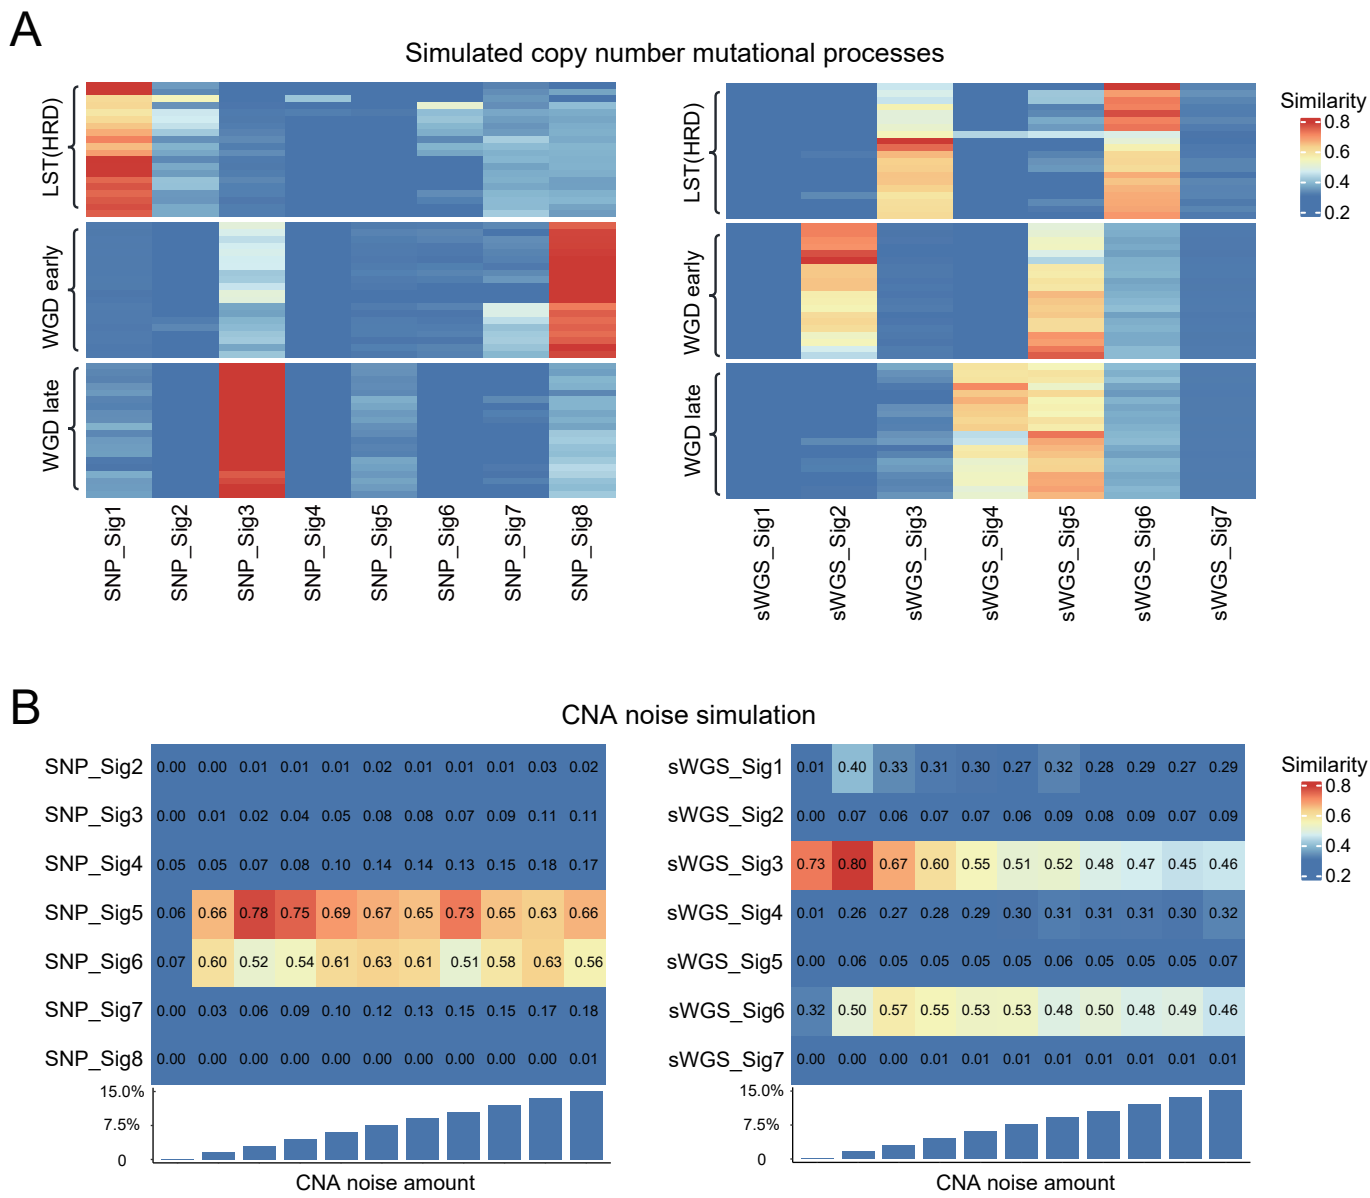 A
Simulated copy number mutational processes
LST(HRD)
WGD early
WGD late
SNP_Sig1
SNP_Sig2
SNP_Sig3
SNP_Sig4
SNP_Sig5
SNP_Sig6
SNP_Sig7
SNP_Sig8
LST(HRD)
WGD early
WGD late
sWGS_Sig1
sWGS_Sig2
sWGS_Sig3
sWGS_Sig4
sWGS_Sig5
sWGS_Sig6
sWGS_Sig7
Similarity
0.8
0.6
0.4
0.2
B
CNA noise simulation
SNP_Sig2 0.00 0.00 0.01 0.01 0.01 0.02 0.01 0.01 0.01 0.03 0.02
SNP_Sig3 0.00 0.01 0.02 0.04 0.05 0.08 0.08 0.07 0.09 0.11 0.11
SNP_Sig4 0.05 0.05 0.07 0.08 0.10 0.14 0.14 0.13 0.15 0.18 0.17
SNP_Sig5 0.06 0.66 0.78 0.75 0.69 0.67 0.65 0.73 0.65 0.63 0.66
SNP_Sig6 0.07 0.60 0.52 0.54 0.61 0.63 0.61 0.51 0.58 0.63 0.56
SNP_Sig7 0.00 0.03 0.06 0.09 0.10 0.12 0.13 0.15 0.15 0.17 0.18
SNP_Sig8 0.00 0.00 0.00 0.00 0.00 0.00 0.00 0.00 0.00 0.00 0.01
15.0%
7.5%
0
CNA noise amount
sWGS_Sig1 0.01 0.40 0.33 0.31 0.30 0.27 0.32 0.28 0.29 0.27 0.29
sWGS_Sig2 0.00 0.07 0.06 0.07 0.07 0.06 0.09 0.08 0.09 0.07 0.09
sWGS_Sig3 0.73 0.80 0.67 0.60 0.55 0.51 0.52 0.48 0.47 0.45 0.46
sWGS_Sig4 0.01 0.26 0.27 0.28 0.29 0.30 0.31 0.31 0.31 0.30 0.32
sWGS_Sig5 0.00 0.06 0.05 0.05 0.05 0.05 0.06 0.05 0.05 0.05 0.07
sWGS_Sig6 0.32 0.50 0.57 0.55 0.53 0.53 0.48 0.50 0.48 0.49 0.46
sWGS_Sig7 0.00 0.00 0.00 0.01 0.01 0.01 0.01 0.01 0.01 0.01 0.01
15.0%
7.5%
0
CNA noise amount
Similarity
0.8
0.6
0.4
0.2